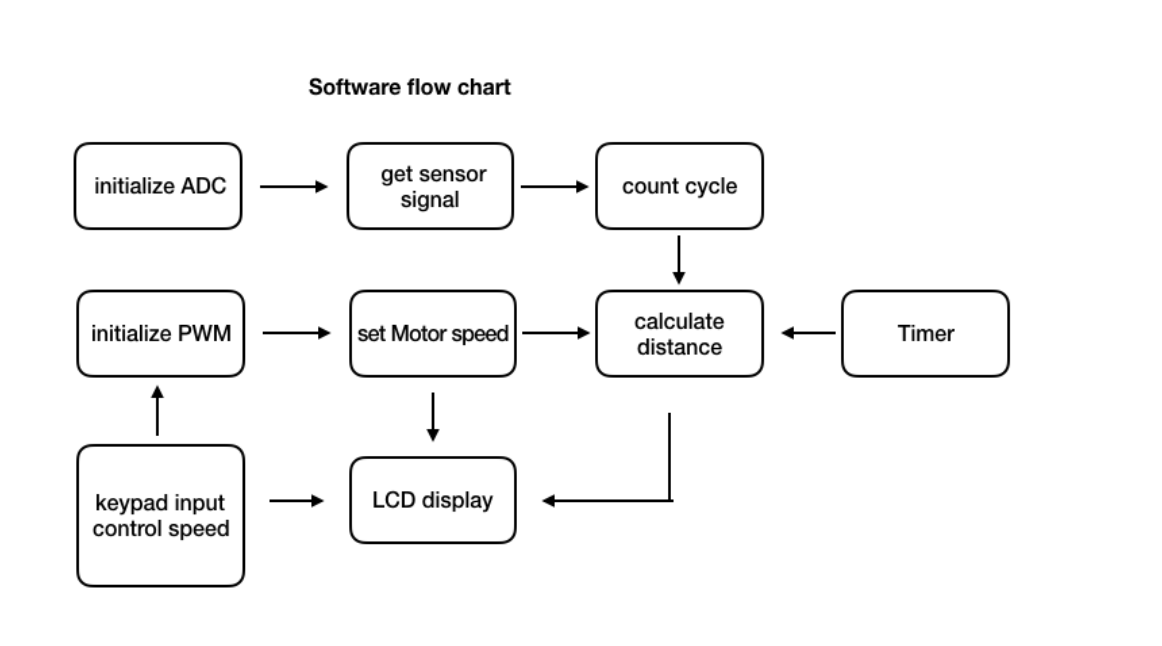 Software flow chart
initialize ADC
get sensor
signal
count cycle
initialize PWM
set Motor speed
calculate
distance
Timer
keypad input
control speed
LCD display